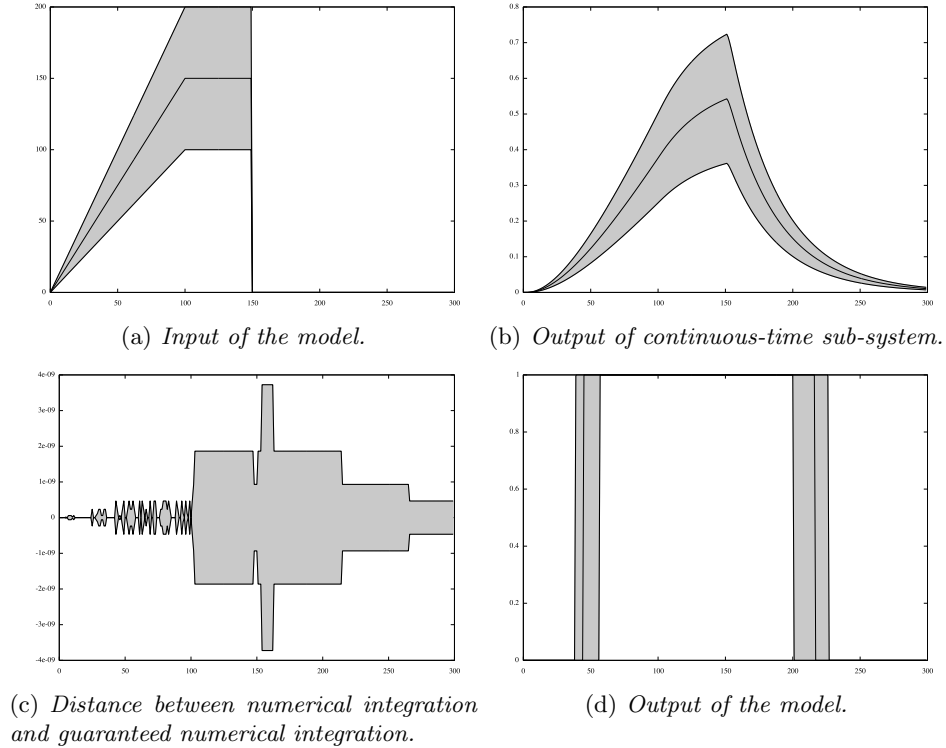 200
150
100
50
0
0 50 100 150 200 250 300
(a) Input of the model.
0.8
0.7
0.6
0.5
0.4
0.3
0.2
0.1
0
0 50 100 150 200 250 300
(b) Output of continuous-time sub-system.
4e-09
3e-09
2e-09
1e-09
0
-1e-09
-2e-09
-3e-09
-4e-09
0 50 100 150 200 250 300
(c) Distance between numerical integration
and guaranteed numerical integration.
1
0.8
0.6
0.4
0.2
0
0 50 100 150 200 250 300
(d) Output of the model.